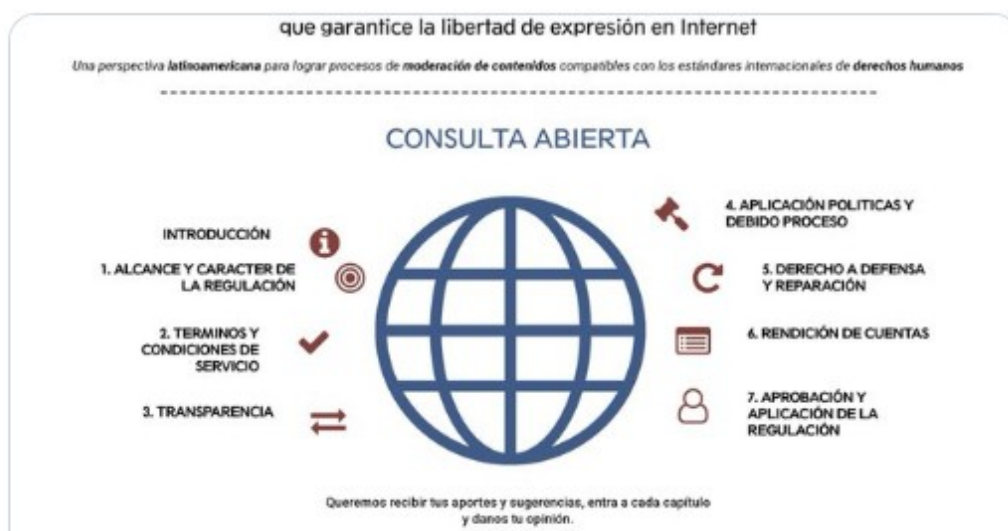 que garantice la libertad de expresión en Internet
Una perspectiva latinoamericana para lograr procesos de moderación de contenidos compatibles con los estándares internacionales de derechos humanos
CONSULTA ABIERTA
INTRODUCCIÓN
1. ALCANCE Y CARACTER DE
LA REGULACIÓN
2. TERMINOS Y
CONDICIONES DE
SERVICIO
3. TRANSPARENCIA
4. APLICACIÓN POLITICAS Y
DEBIDO PROCESO
5. DERECHO A DEFENSA
Y REPARACIÓN
6. RENDICIÓN DE CUENTAS
7. APROBACIÓN Y
APLICACIÓN DE LA
REGULACIÓN
Queremos recibir tus aportes y sugerencias, entra a cada capítulo
y danos tu opinión.